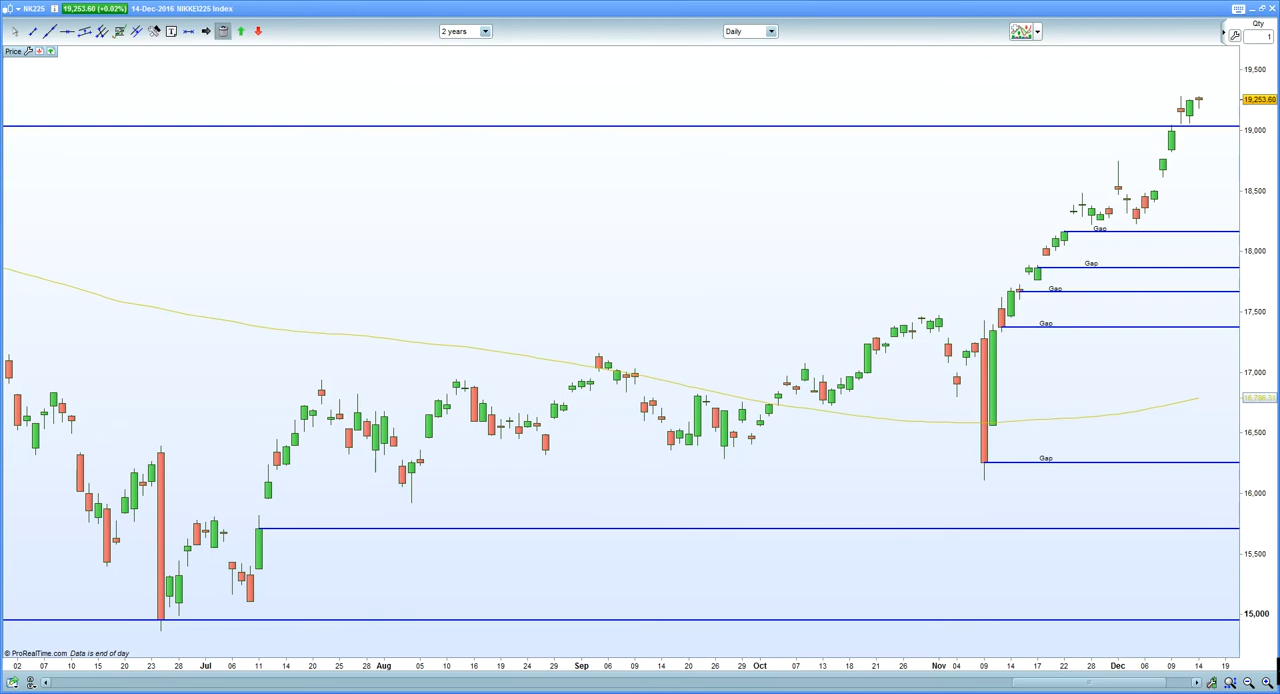 NK225 i 19,253.60 (+0.02%) 14-Dec-2016 NIKKEI225 Index
2 years Daily Qty
1
Price
19,500
19,253.60
19,000
18,500
Gap
18,000
Gap
Gap
17,500
Gap
17,000
16,500
Gap
16,000
15,500
15,000
© ProRealTime.com Data is end of day
02 07 10 15 20 23 28 Jul 06 11 14 20 25 28 Aug 05 10 16 19 24 29 Sep 06 09 14 20 26 29 Oct 07 13 18 21 26 Nov 04 09 14 17 22 28 Dec 06 09 14 19